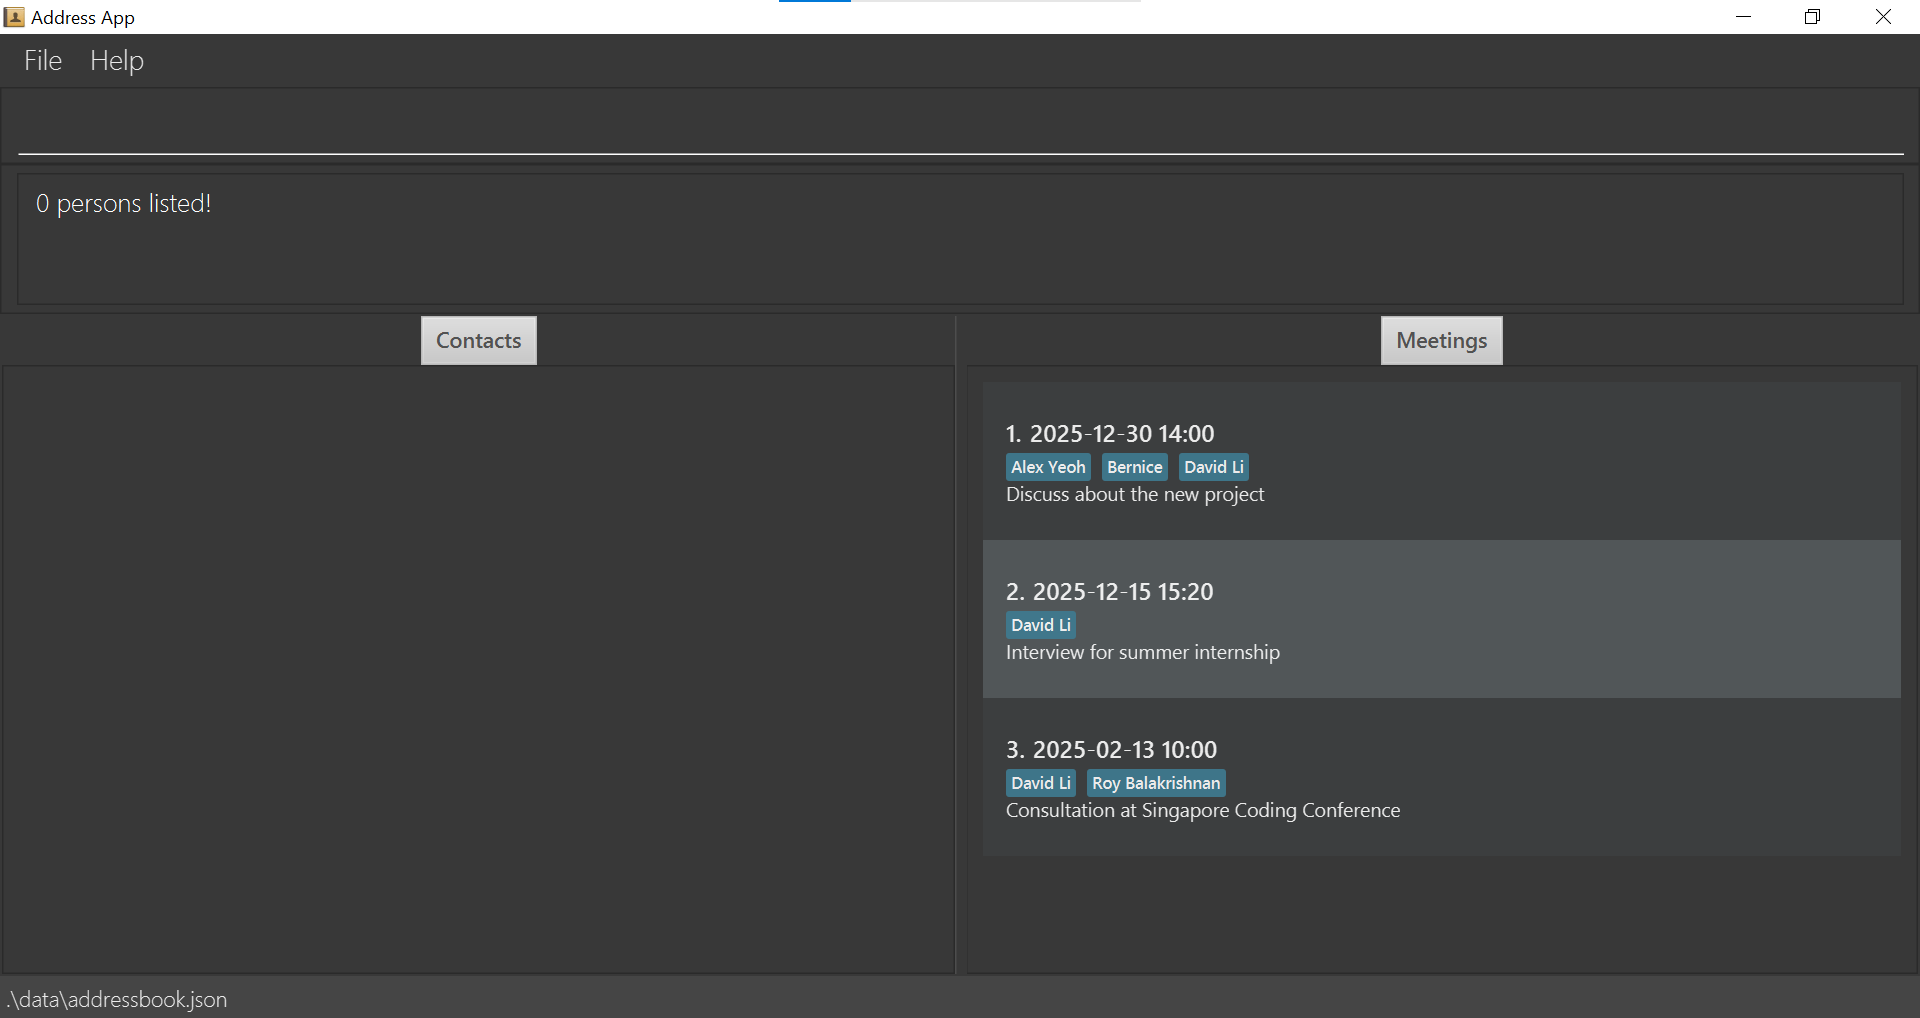 Address App
File Help
0 persons listed!
Contacts
Meetings
1. 2025-12-30 14:00
Alex Yeoh Bernice David Li
Discuss about the new project
2. 2025-12-15 15:20
David Li
Interview for summer internship
3. 2025-02-13 10:00
David Li Roy Balakrishnan
Consultation at Singapore Coding Conference
.\data\addressbook.json